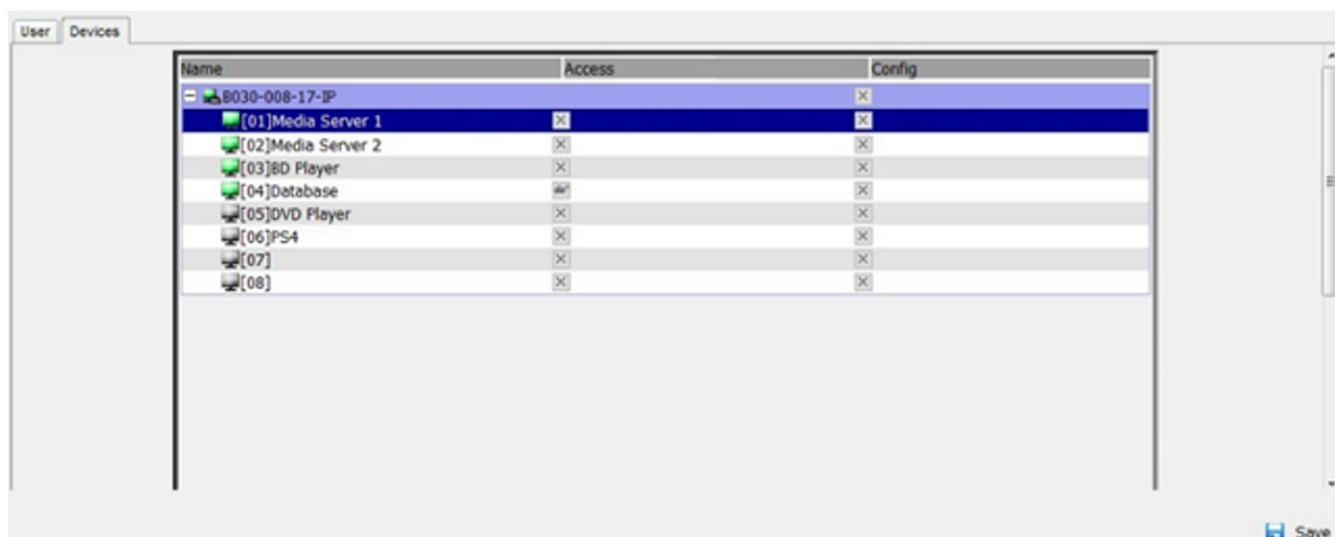 User Devices
Name Access Config
B030-008-17-IP
[01]Media Server 1
[02]Media Server 2
[03]BD Player
[04]Database
[05]DVD Player
[06]PS4
[07]
[08]
Save